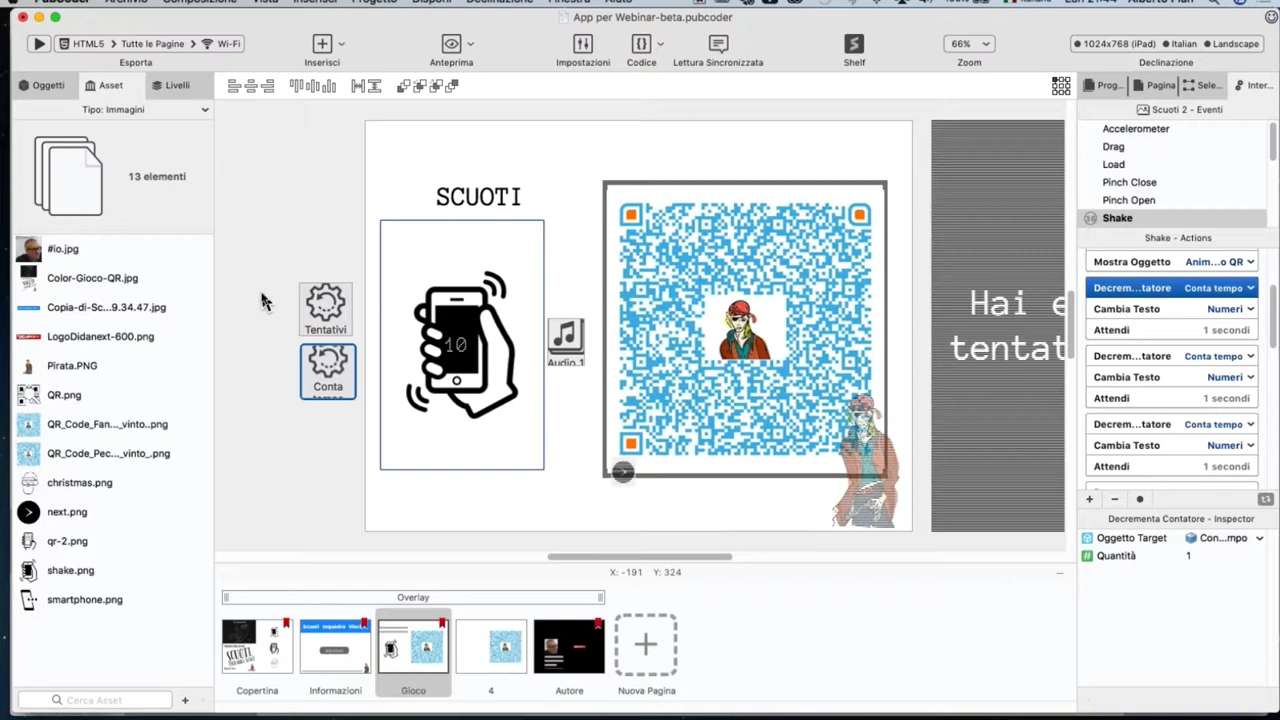 App per Webinar-beta.pubcoder
HTML5 > Tutte le Pagine > Wi-Fi
Esporta
Inserisci
Anteprima
Impostazioni
Codice
Lettura Sincronizzata
Shelf
66%
Zoom
1024x768 (iPad) Italian Landscape
Declinazione
Oggetti
Asset
Livelli
Prog...
Pagina
Sele...
Inter...
Tipo: Immagini
13 elementi
#io.jpg
Color-Gioco-QR.jpg
Copia-di-Sc...9.34.47.jpg
LogoDidanext-600.png
Pirata.PNG
QR.png
QR_Code_Fan..._vinto..png
QR_Code_Pec..._vinto_.png
christmas.png
next.png
qr-2.png
shake.png
smartphone.png
Cerca Asset
SCUOTI
10
Tentativi
Conta
Audio 1
Hai e
tentat
X: -191 Y: 324
Overlay
Copertina
Informazioni
Gioco
4
Autore
Nuova Pagina
Scuoti 2 - Eventi
Accelerometer
Drag
Load
Pinch Close
Pinch Open
Shake
Shake - Actions
Mostra Oggetto Anim...o QR
Decrem...tatore Conta tempo
Cambia Testo Numeri
Attendi 1 secondi
Decrem...tatore Conta tempo
Cambia Testo Numeri
Attendi 1 secondi
Decrem...tatore Conta tempo
Cambia Testo Numeri
Attendi 1 secondi
Decrementa Contatore - Inspector
Oggetto Target Con...mpo
Quantità 1